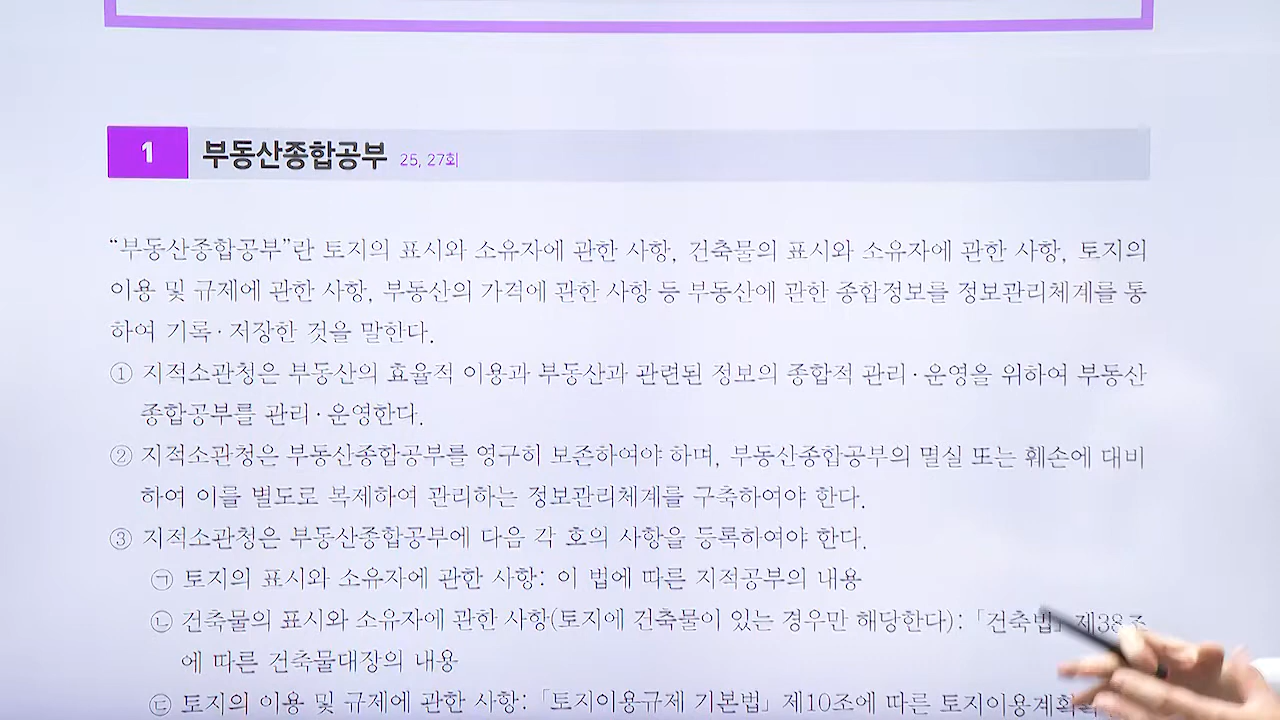 1 부동산종합공부 25, 27회
“부동산종합공부”란 토지의 표시와 소유자에 관한 사항, 건축물의 표시와 소유자에 관한 사항, 토지의
이용 및 규제에 관한 사항, 부동산의 가격에 관한 사항 등 부동산에 관한 종합정보를 정보관리체계를 통
하여 기록·저장한 것을 말한다.
① 지적소관청은 부동산의 효율적 이용과 부동산과 관련된 정보의 종합적 관리·운영을 위하여 부동산
종합공부를 관리·운영한다.
② 지적소관청은 부동산종합공부를 영구히 보존하여야 하며, 부동산종합공부의 멸실 또는 훼손에 대비
하여 이를 별도로 복제하여 관리하는 정보관리체계를 구축하여야 한다.
③ 지적소관청은 부동산종합공부에 다음 각 호의 사항을 등록하여야 한다.
㉠ 토지의 표시와 소유자에 관한 사항: 이 법에 따른 지적공부의 내용
㉡ 건축물의 표시와 소유자에 관한 사항(토지에 건축물이 있는 경우만 해당한다):「건축법」제38조
에 따른 건축물대장의 내용
㉢ 토지의 이용 및 규제에 관한 사항:「토지이용규제 기본법」제10조에 따른